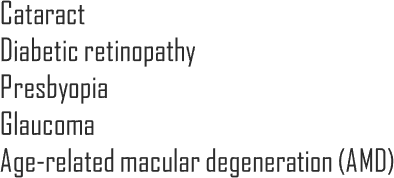 Cataract
Diabetic retinopathy
Presbyopia
Glaucoma
Age-related macular degeneration (AMD)